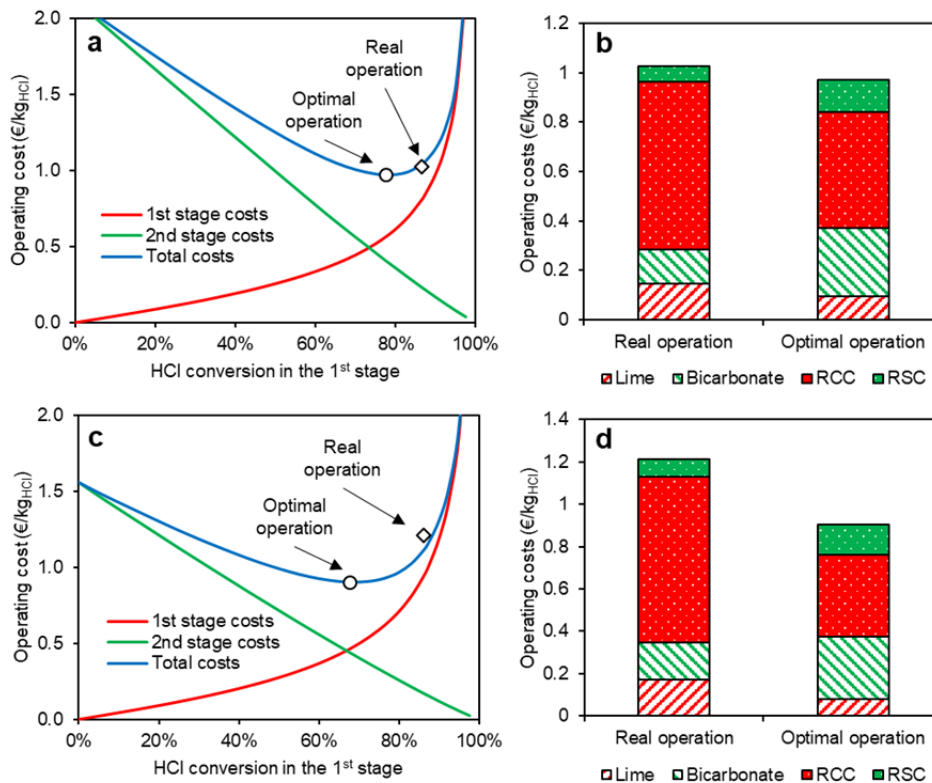 a
Operating cost (€/kgHCl)
2.0
1.5
1.0
0.5
0.0
Real
operation
Optimal
operation
1st stage costs
2nd stage costs
Total costs
0% 20% 40% 60% 80% 100%
HCl conversion in the 1st stage
b
Operating costs (€/kgHCl)
1.2
1
0.8
0.6
0.4
0.2
0
Real operation Optimal operation
Lime Bicarbonate RCC RSC
c
Operating cost (€/kgHCl)
2.0
1.5
1.0
0.5
0.0
Real
operation
Optimal
operation
1st stage costs
2nd stage costs
Total costs
0% 20% 40% 60% 80% 100%
HCl conversion in the 1st stage
d
Operating costs (€/kgHCl)
1.4
1.2
1
0.8
0.6
0.4
0.2
0
Real operation Optimal operation
Lime Bicarbonate RCC RSC